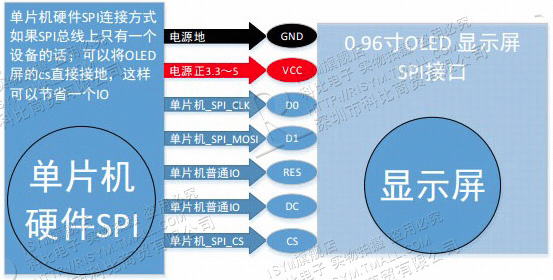 单片机硬件SPI连接方式
如果SPI总线上只有一个
设备的话，可以将OLED
屏的cs直接接地，这样
可以节省一个IO
单片机
硬件SPI
电源地
GND
电源正3.3～5
VCC
单片机_SPI_CLK
D0
单片机_SPI_MOSI
D1
单片机普通IO
RES
单片机普通IO
DC
单片机_SPI_CS
CS
0.96寸OLED 显示屏
SPI接口
显示屏